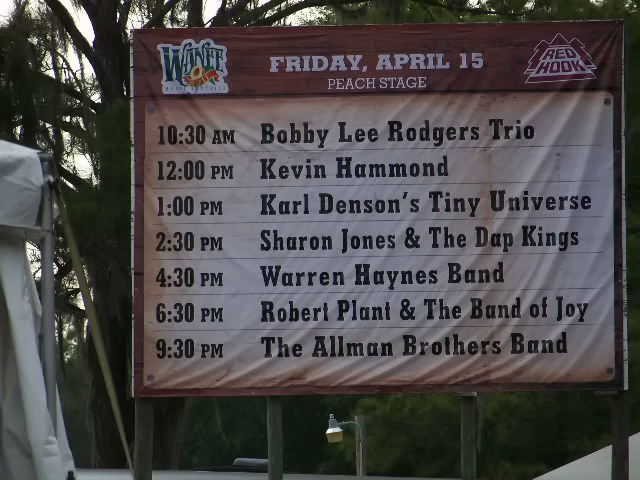 WANEE
MUSIC FESTIVAL
FRIDAY, APRIL 15
PEACH STAGE
RED HOOK
10:30 AM Bobby Lee Rodgers Trio
12:00 PM Kevin Hammond
1:00 PM Karl Denson's Tiny Universe
2:30 PM Sharon Jones & The Dap Kings
4:30 PM Warren Haynes Band
6:30 PM Robert Plant & The Band of Joy
9:30 PM The Allman Brothers Band